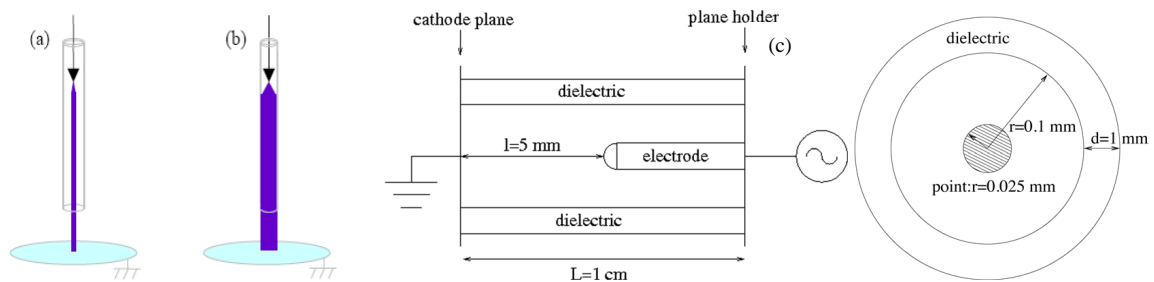 (a)
(b)
cathode plane
plane holder
(c)
dielectric
l=5 mm
electrode
dielectric
L=1 cm
dielectric
r=0.1 mm
d=1 mm
point:r=0.025 mm